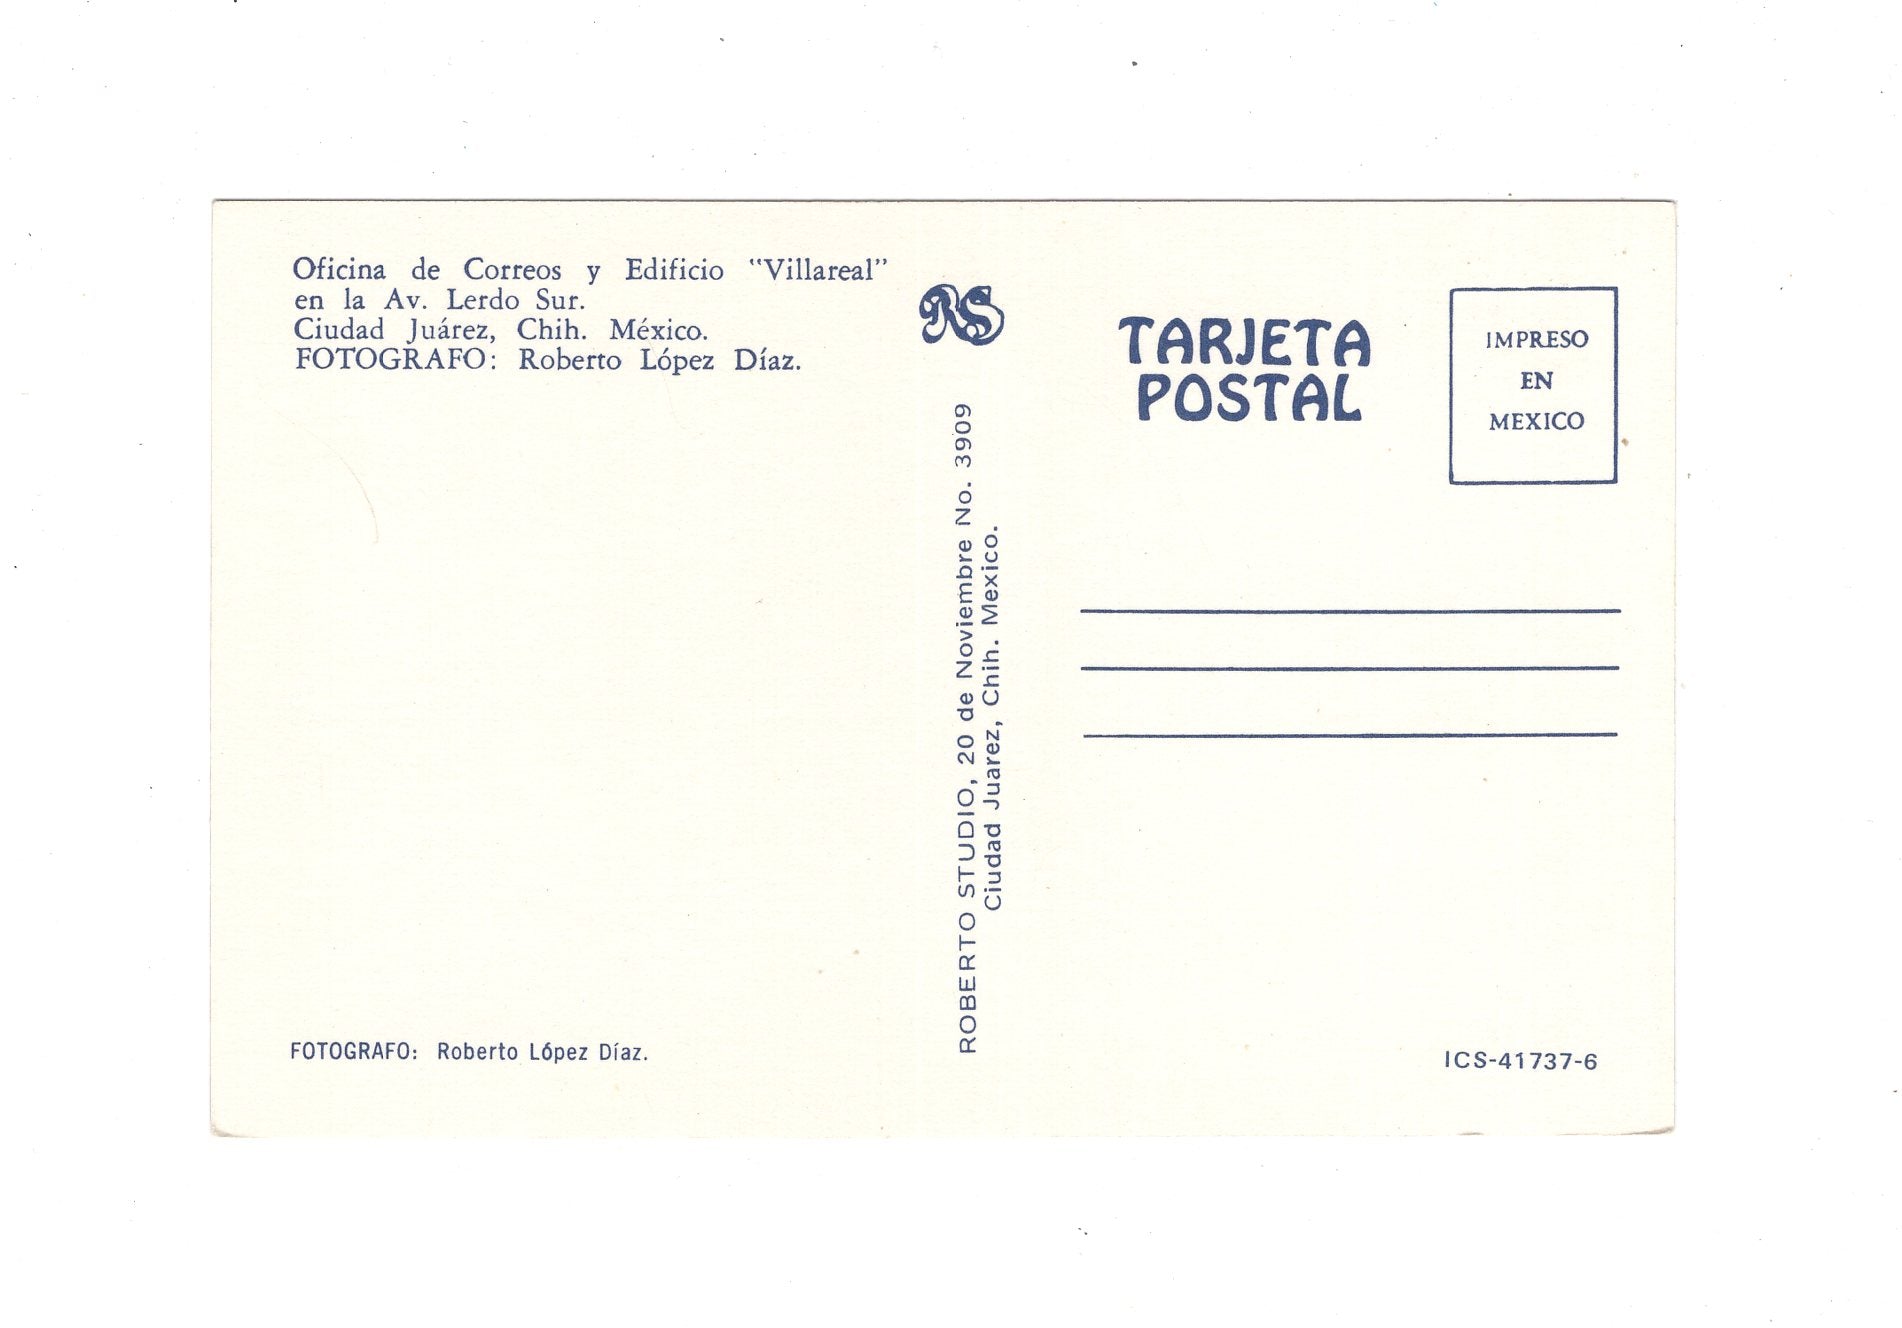 Oficina de Correos y Edificio "Villareal"
en la Av. Lerdo Sur.
Ciudad Juárez, Chih. México.
FOTOGRAFO: Roberto López Díaz.
FOTOGRAFO: Roberto López Díaz.
RS
ROBERTO STUDIO, 20 de Noviembre No. 3909
Ciudad Juarez, Chih. Mexico.
TARJETA
POSTAL
IMPRESO
EN
MEXICO
ICS-41737-6